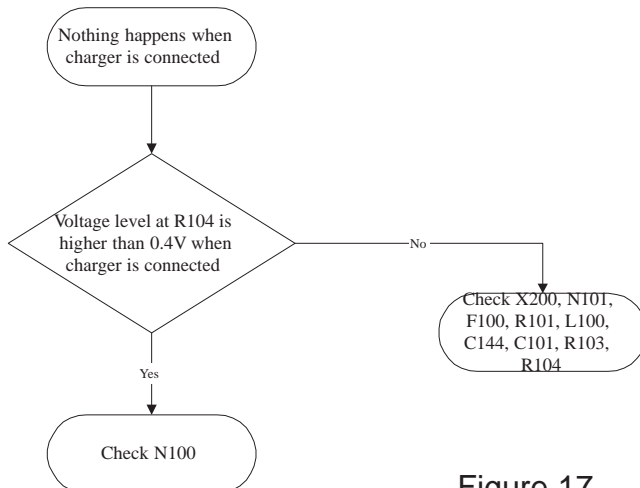 Nothing happens when
charger is connected
Voltage level at R104 is
higher than 0.4V when
charger is connected
No
Check X200, N101,
F100, R101, L100,
C144, C101, R103,
R104
Yes
Check N100
Figure 17